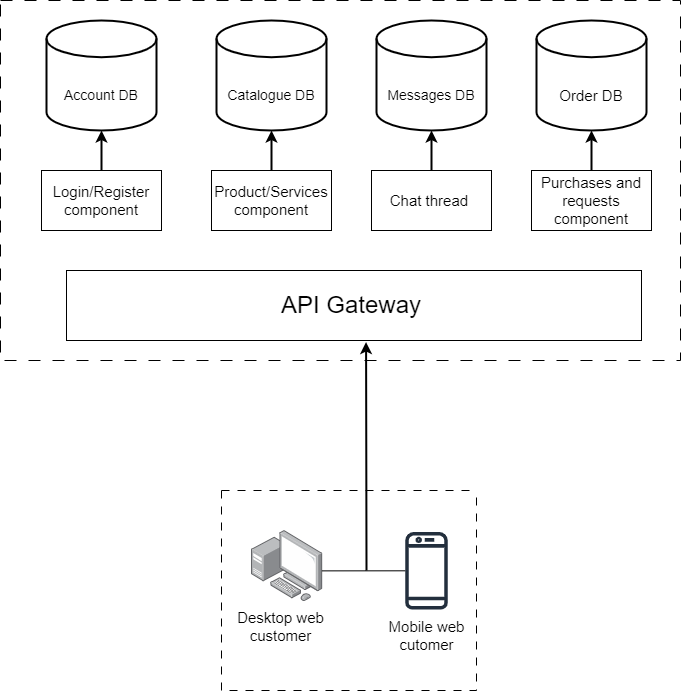 Account DB
Catalogue DB
Messages DB
Order DB
Login/Register
component
Product/Services
component
Chat thread
Purchases and
requests
component
API Gateway
Desktop web
customer
Mobile web
cutomer